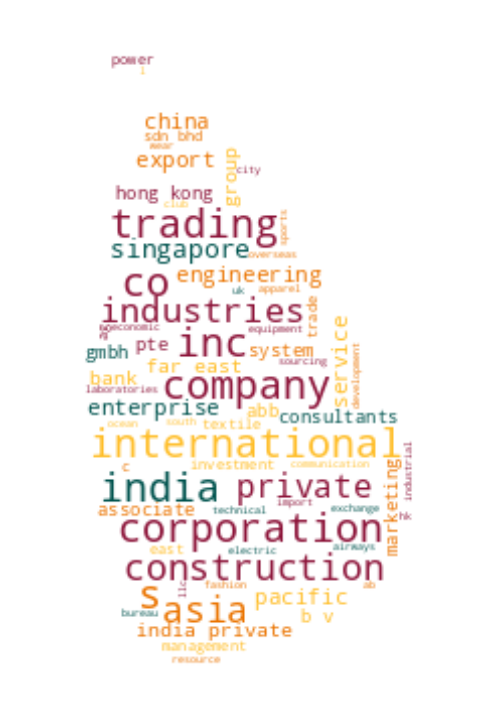 power
i
china
sdn bhd
wear
export
group
city
hong kong
club
trading
sports
singapore
overseas
engineering
co
uk
apparel
industries
trade
economic
equipment
gmbh
pte
inc
system
service
sourcing
far east
development
bank
company
laboratories
enterprise
abb
consultants
ocean
south
textile
international
c
investment
communication
industrial
india
private
marketing
import
associate
technical
exchange
hk
corporation
east
electric
airways
construction
llc
fashion
ab
s
asia
pacific
bureau
b v
india private
management
resource